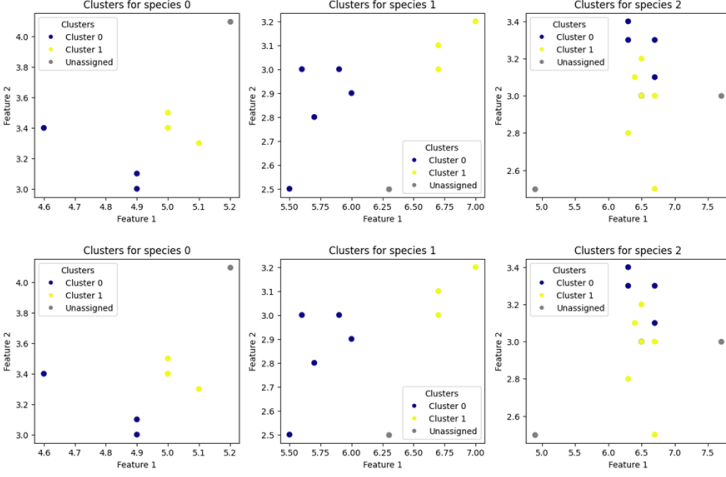 Clusters for species 0
Clusters
Cluster 0
Cluster 1
Unassigned
Feature 2
4.0
3.8
3.6
3.4
3.2
3.0
4.6 4.7 4.8 4.9 5.0 5.1 5.2
Feature 1
Clusters for species 1
Clusters
Cluster 0
Cluster 1
Unassigned
Feature 2
3.2
3.1
3.0
2.9
2.8
2.7
2.6
2.5
5.50 5.75 6.00 6.25 6.50 6.75 7.00
Feature 1
Clusters for species 2
Clusters
Cluster 0
Cluster 1
Unassigned
Feature 2
3.4
3.2
3.0
2.8
2.6
5.0 5.5 6.0 6.5 7.0 7.5
Feature 1
Clusters for species 0
Clusters
Cluster 0
Cluster 1
Unassigned
Feature 2
4.0
3.8
3.6
3.4
3.2
3.0
4.6 4.7 4.8 4.9 5.0 5.1 5.2
Feature 1
Clusters for species 1
Clusters
Cluster 0
Cluster 1
Unassigned
Feature 2
3.2
3.1
3.0
2.9
2.8
2.7
2.6
2.5
5.50 5.75 6.00 6.25 6.50 6.75 7.00
Feature 1
Clusters for species 2
Clusters
Cluster 0
Cluster 1
Unassigned
Feature 2
3.4
3.2
3.0
2.8
2.6
5.0 5.5 6.0 6.5 7.0 7.5
Feature 1